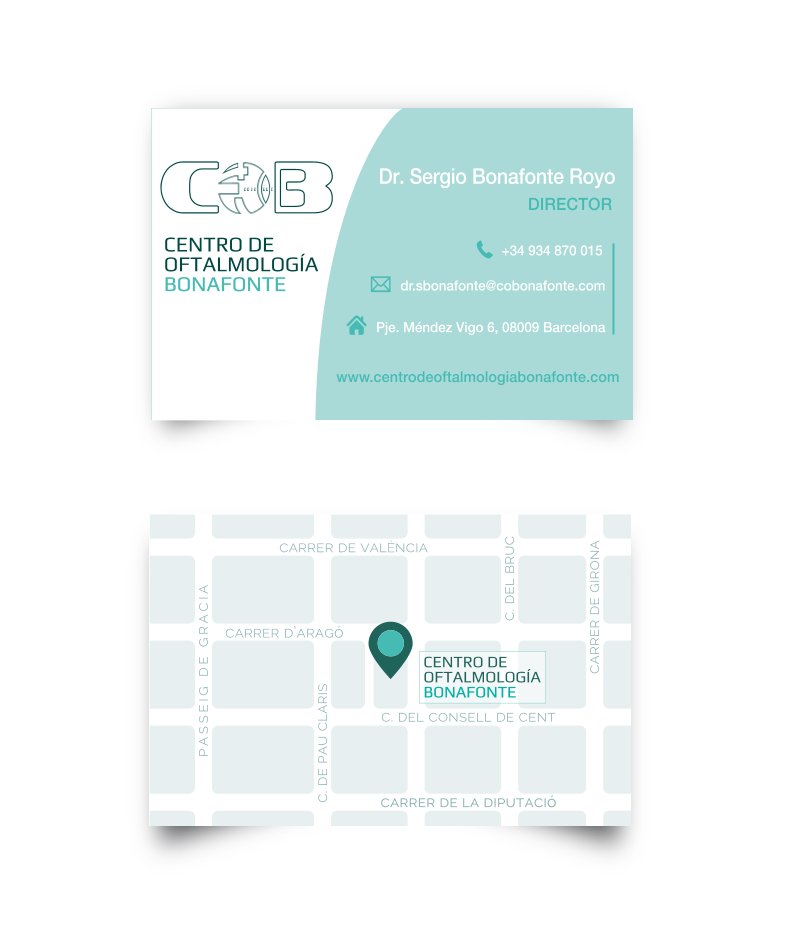 COB
CENTRO DE
OFTALMOLOGÍA
BONAFONTE
Dr. Sergio Bonafonte Royo
DIRECTOR
+34 934 870 015
dr.sbonafonte@cobonafonte.com
Pje. Méndez Vigo 6, 08009 Barcelona
www.centrodeoftalmologiabonafonte.com
CARRER DE VALÈNCIA
C. DEL BRUC
CARRER DE GIRONA
PASSEIG DE GRACIA
CARRER D'ARAGÓ
CENTRO DE
OFTALMOLOGÍA
BONAFONTE
C. DE PAU CLARIS
C. DEL CONSELL DE CENT
CARRER DE LA DIPUTACIÓ